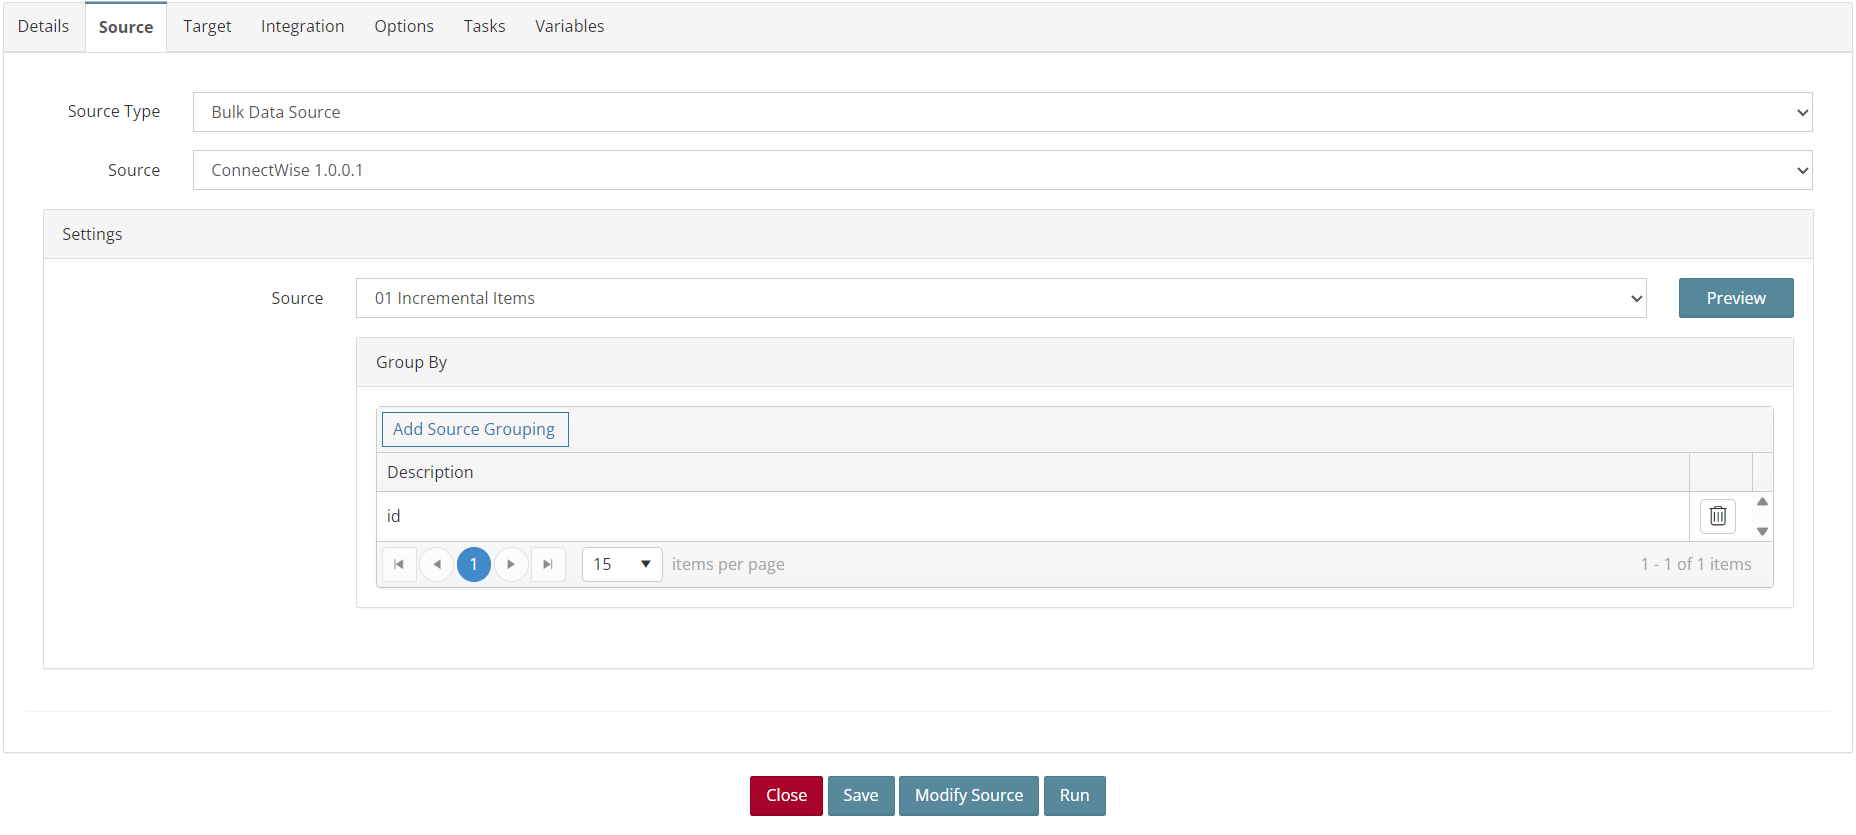 Details Source Target Integration Options Tasks Variables
Source Type Bulk Data Source
Source ConnectWise 1.0.0.1
Settings
Source 01 Incremental Items Preview
Group By
Add Source Grouping
Description
id
1 15 items per page 1 - 1 of 1 items
Close Save Modify Source Run